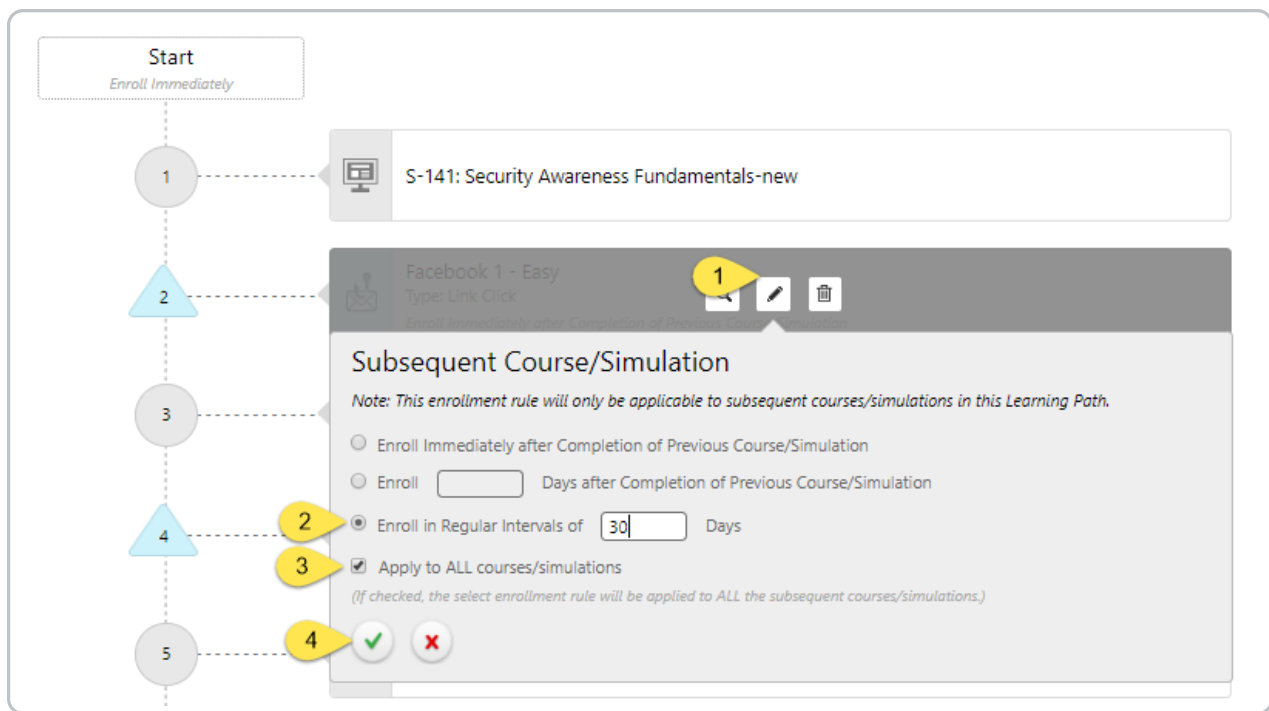 Start
Enroll Immediately
1
S-141: Security Awareness Fundamentals-new
2
Facebook 1 - Easy
Type: Link Click
Enroll Immediately after Completion of Previous Course/Simulation
1
Subsequent Course/Simulation
Note: This enrollment rule will only be applicable to subsequent courses/simulations in this Learning Path.
3
Enroll Immediately after Completion of Previous Course/Simulation
Enroll Days after Completion of Previous Course/Simulation
2
Enroll in Regular Intervals of 30 Days
4
3
Apply to ALL courses/simulations
(If checked, the select enrollment rule will be applied to ALL the subsequent courses/simulations.)
4
5